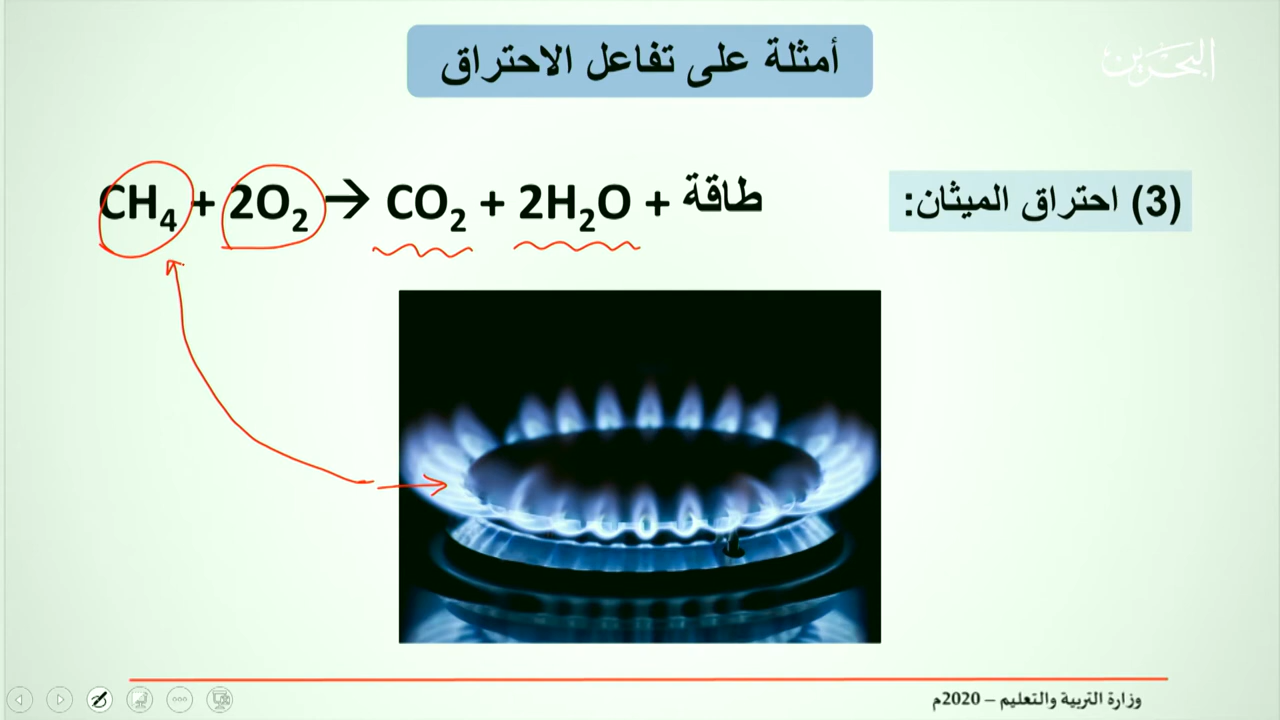 البحرين
أمثلة على تفاعل الاحتراق
(3) احتراق الميثان:
CH₄ + 2O₂ → CO₂ + 2H₂O + طاقة
وزارة التربية والتعليم – 2020م